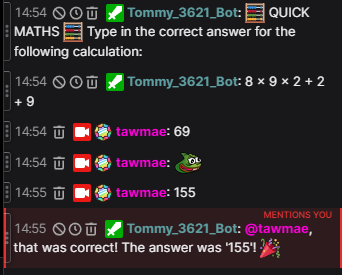 14:54 Tommy_3621_Bot: 🧮 QUICK
MATHS 🧮 Type in the correct answer for the
following calculation:
14:54 Tommy_3621_Bot: 8 × 9 × 2 + 2
+ 9
14:54 tawmae: 69
14:54 tawmae:
14:55 tawmae: 155
MENTIONS YOU
14:55 Tommy_3621_Bot: @tawmae,
that was correct! The answer was '155'! 🎉